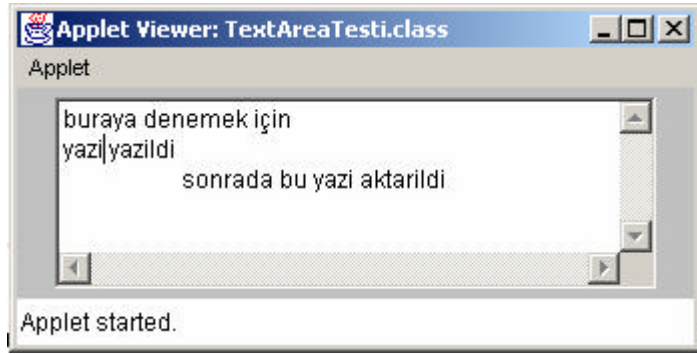 Applet Viewer: TextAreaTesti.class
Applet
buraya denemek için
yazi yazildi
sonrada bu yazi aktarildi
Applet started.